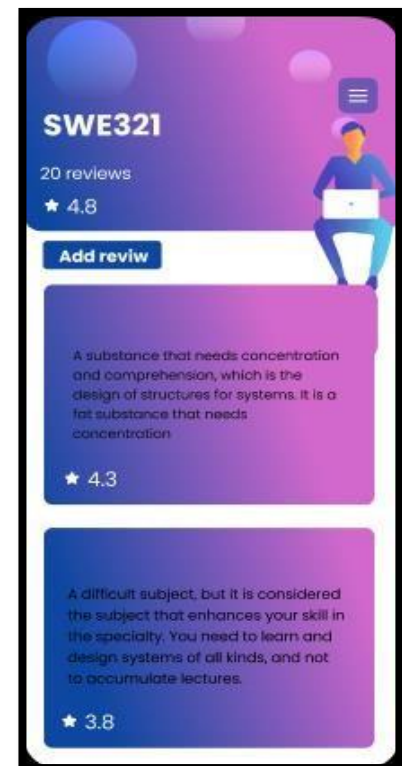 SWE321
20 reviews
4.8
Add reviw
A substance that needs concentration
and comprehension, which is the
design of structures for systems. It is a
fat substance that needs
concentration
4.3
A difficult subject, but it is considered
the subject that enhances your skill in
the specialty. You need to learn and
design systems of all kinds, and not
to accumulate lectures.
3.8